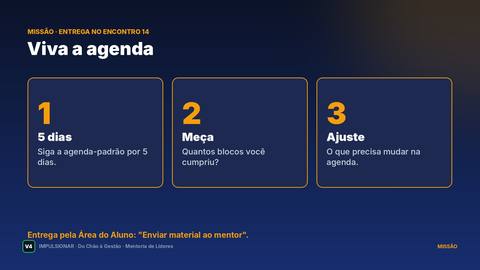 MISSÃO · ENTREGA NO ENCONTRO 14
Viva a agenda
1
5 dias
Siga a agenda-padrão por 5
dias.
2
Meça
Quantos blocos você
cumpriu?
3
Ajuste
O que precisa mudar na
agenda.
Entrega pela Área do Aluno: "Enviar material ao mentor".
V4 IMPULSIONAR · Do Chão à Gestão · Mentoria de Líderes
MISSÃO